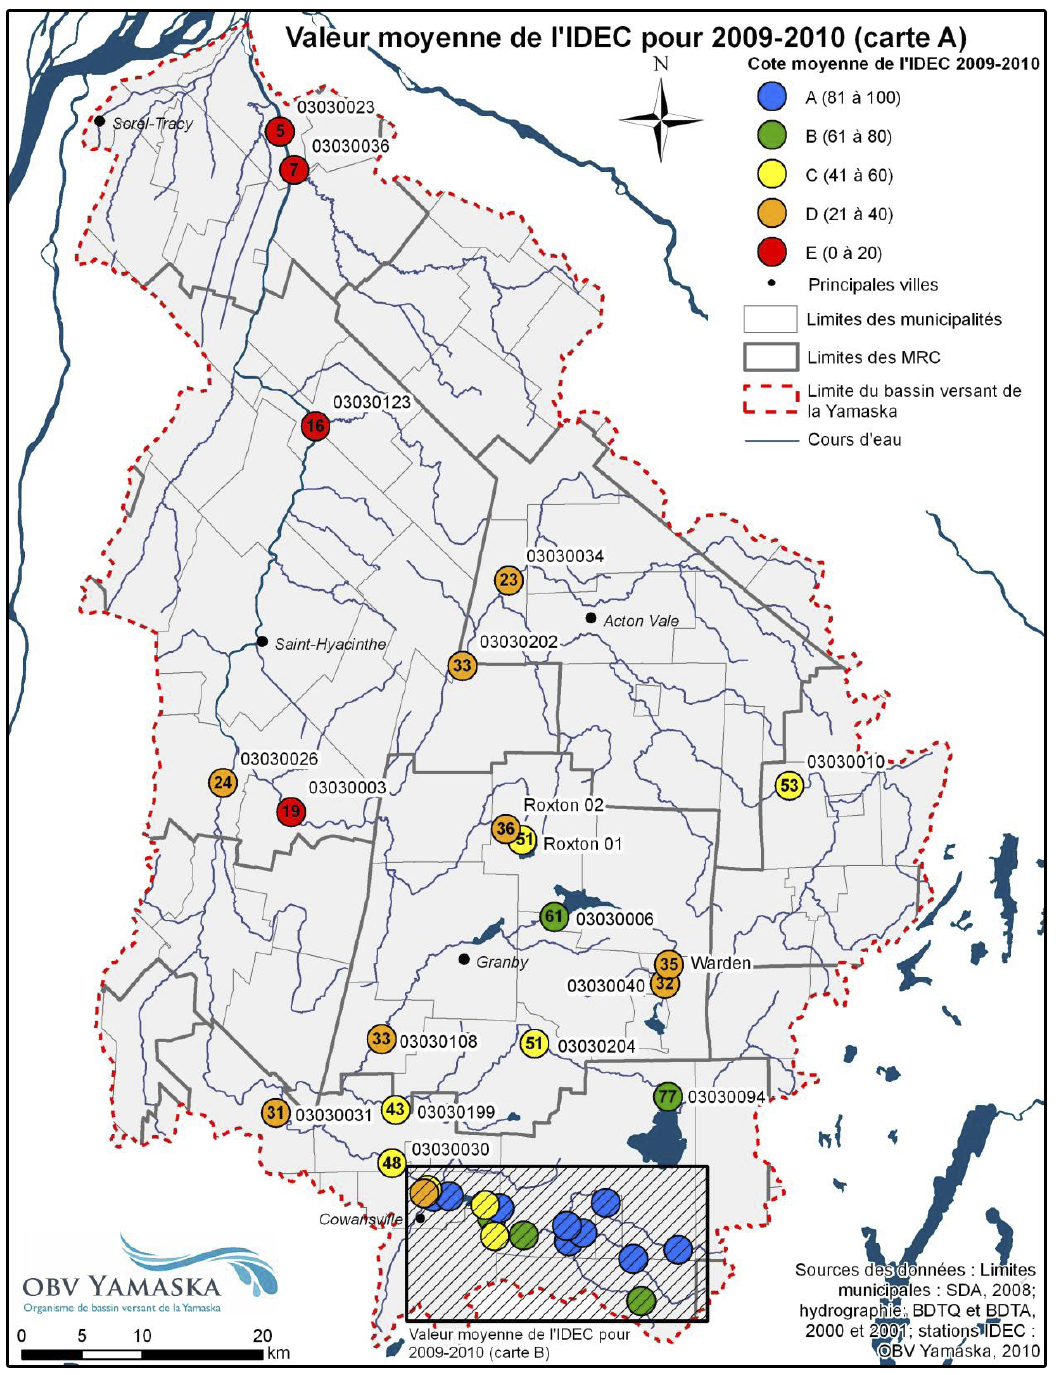 Valeur moyenne de l'IDEC pour 2009-2010 (carte A)
Cote moyenne de l'IDEC 2009-2010
A (81 à 100)
B (61 à 80)
C (41 à 60)
D (21 à 40)
E (0 à 20)
Principales villes
Limites des municipalités
Limites des MRC
Limite du bassin versant de
la Yamaska
Cours d'eau
N
03030023
5
Sorel-Tracy
03030036
7
03030123
16
03030034
23
Acton Vale
03030202
33
Saint-Hyacinthe
03030026
24
03030003
19
03030010
53
Roxton 02
36
51
Roxton 01
61
03030006
Granby
35
Warden
03030040
32
33
03030108
51
03030204
77
03030094
31
03030031
43
03030199
03030030
48
Cowansville
OBV YAMASKA
Organisme de bassin versant de la Yamaska
0 5 10 20
km
Valeur moyenne de l'IDEC pour
2009-2010 (carte B)
Sources des données : Limites
municipales : SDA, 2008;
hydrographie: BDTQ et BDTA,
2000 et 2001; stations IDEC :
OBV Yamaska, 2010